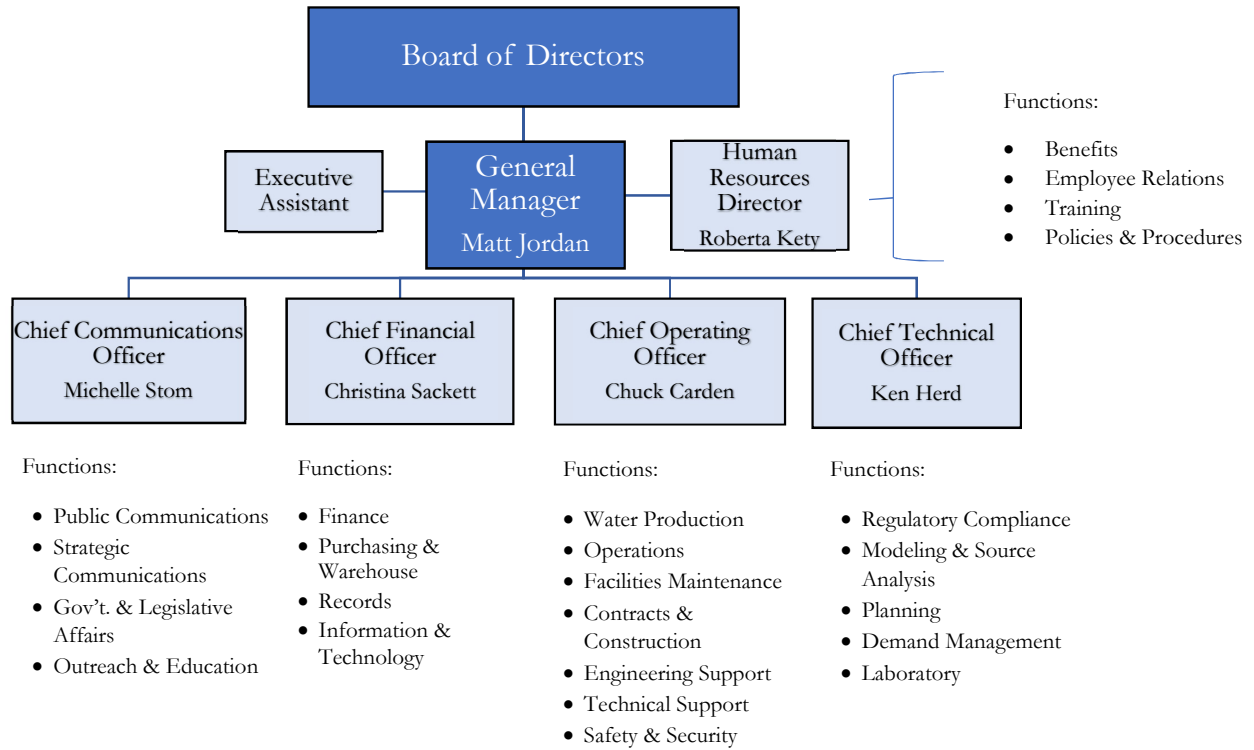 Board of Directors
Executive
Assistant
General
Manager
Matt Jordan
Human
Resources
Director
Roberta Kety
Functions:
• Benefits
• Employee Relations
• Training
• Policies & Procedures
Chief Communications
Officer
Michelle Stom
Chief Financial
Officer
Christina Sackett
Chief Operating
Officer
Chuck Carden
Chief Technical
Officer
Ken Herd
Functions:
• Public Communications
• Strategic
Communications
• Gov't. & Legislative
Affairs
• Outreach & Education
Functions:
• Finance
• Purchasing &
Warehouse
• Records
• Information &
Technology
Functions:
• Water Production
• Operations
• Facilities Maintenance
• Contracts &
Construction
• Engineering Support
• Technical Support
• Safety & Security
Functions:
• Regulatory Compliance
• Modeling & Source
Analysis
• Planning
• Demand Management
• Laboratory